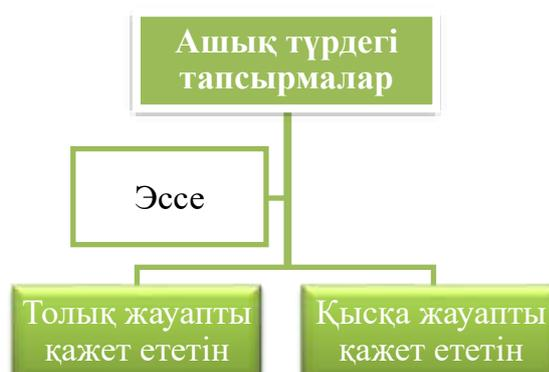 Ашық түрдегі
тапсырмалар
Эссе
Толық жауапты
қажет ететін
Қысқа жауапты
қажет ететін